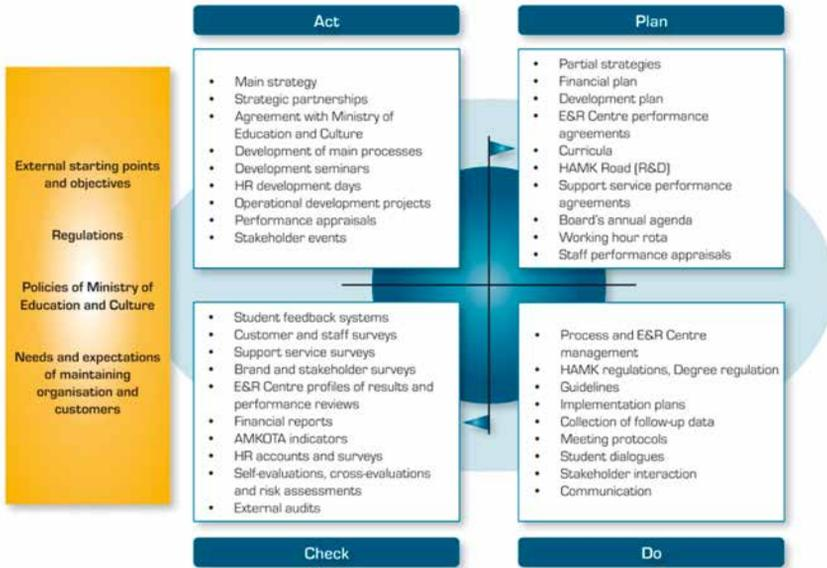 External starting points
and objectives
Regulations
Policies of Ministry of
Education and Culture
Needs and expectations
of maintaining
organisation and
customers
Act
• Main strategy
• Strategic partnerships
• Agreement with Ministry of
Education and Culture
• Development of main processes
• Development seminars
• HR development days
• Operational development projects
• Performance appraisals
• Stakeholder events
Plan
• Partial strategies
• Financial plan
• Development plan
• E&R Centre performance
agreements
• Curricula
• HAMK Road (R&D)
• Support service performance
agreements
• Board's annual agenda
• Working hour rota
• Staff performance appraisals
• Student feedback systems
• Customer and staff surveys
• Support service surveys
• Brand and stakeholder surveys
• E&R Centre profiles of results and
performance reviews
• Financial reports
• AMKOTA indicators
• HR accounts and surveys
• Self-evaluations, cross-evaluations
and risk assessments
• External audits
Check
• Process and E&R Centre
management
• HAMK regulations, Degree regulation
• Guidelines
• Implementation plans
• Collection of follow-up data
• Meeting protocols
• Student dialogues
• Stakeholder interaction
• Communication
Do